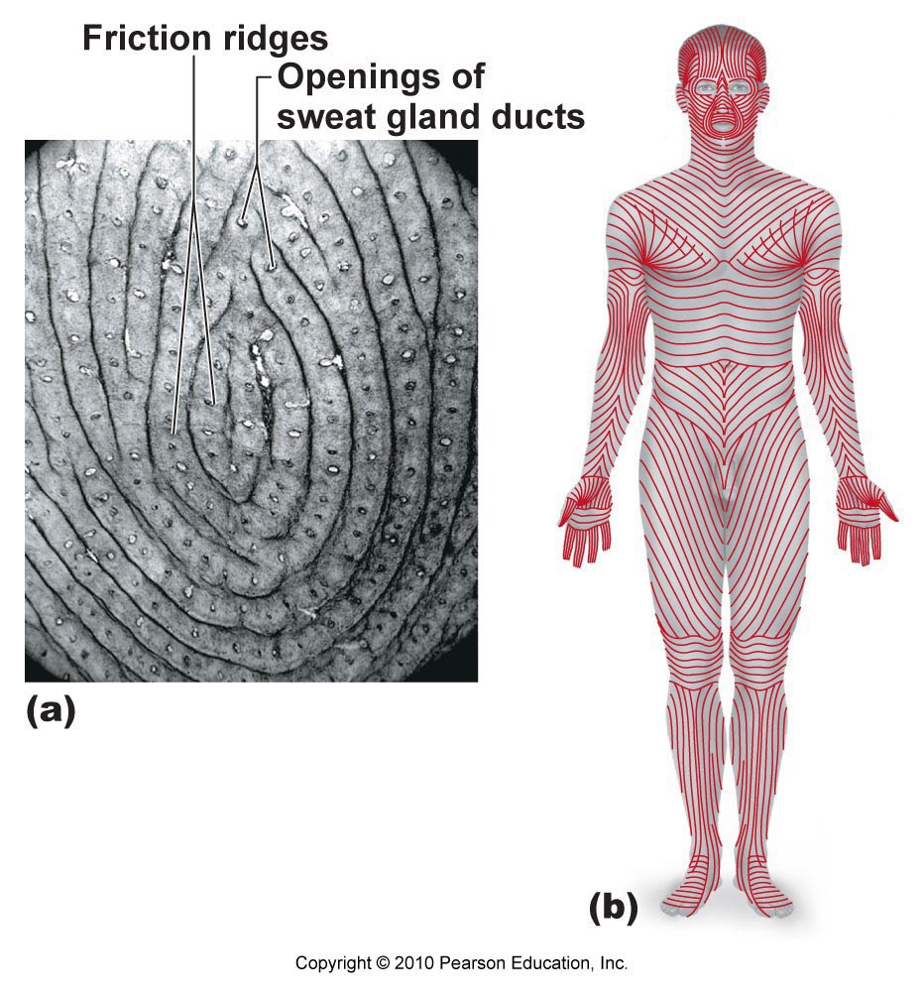 Friction ridges
Openings of
sweat gland ducts
(a)
(b)
Copyright © 2010 Pearson Education, Inc.